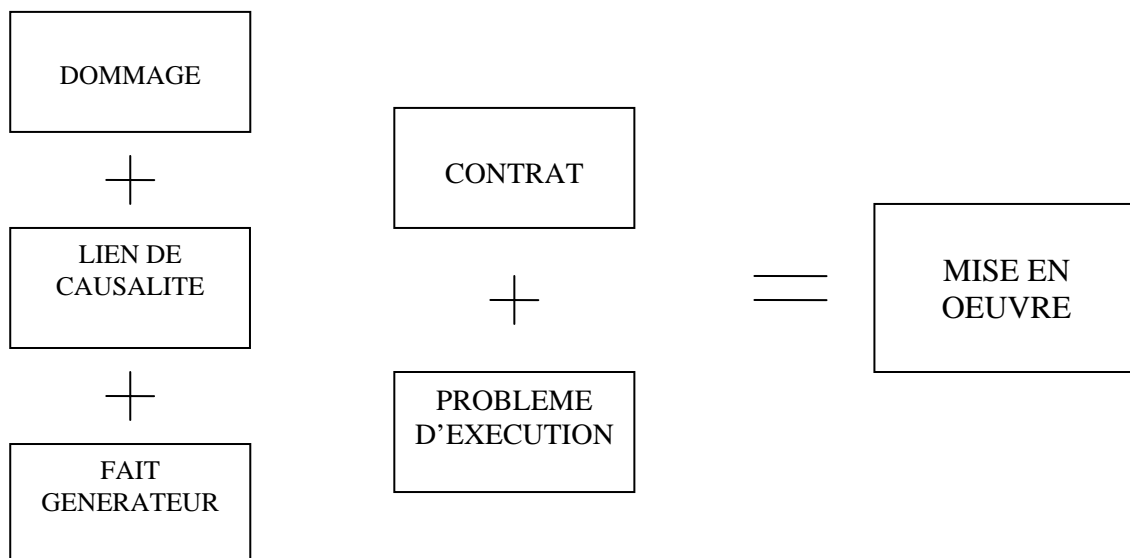 DOMMAGE
+
LIEN DE
CAUSALITE
+
FAIT
GENERATEUR
CONTRAT
+
PROBLEME
D’EXECUTION
=
MISE EN
OEUVRE